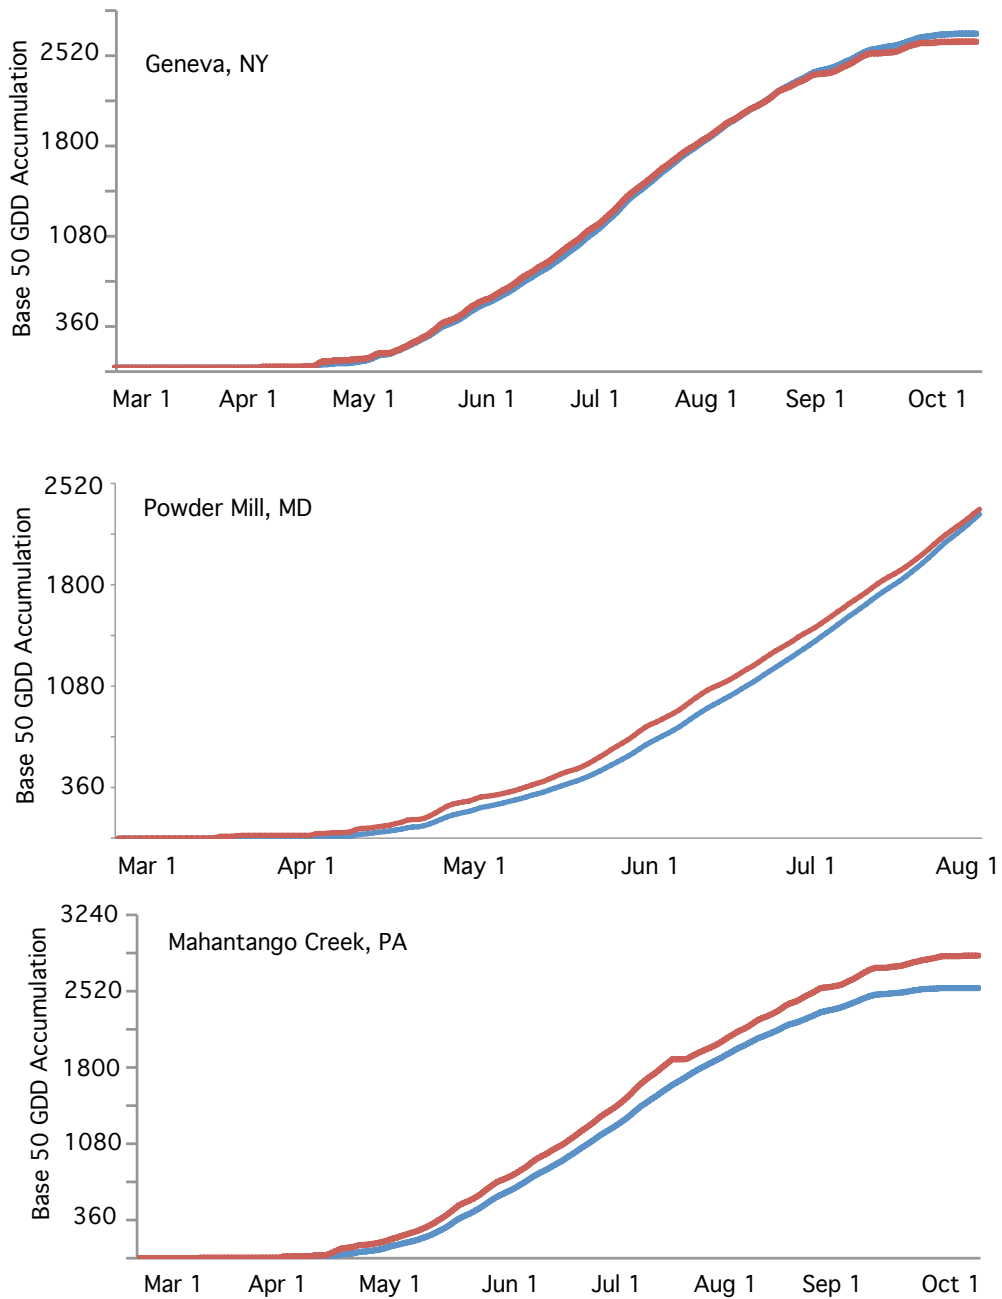 Geneva, NY
Base 50 GDD Accumulation
2520
1800
1080
360
Mar 1 Apr 1 May 1 Jun 1 Jul 1 Aug 1 Sep 1 Oct 1
Powder Mill, MD
Base 50 GDD Accumulation
2520
1800
1080
360
Mar 1 Apr 1 May 1 Jun 1 Jul 1 Aug 1
Mahantango Creek, PA
Base 50 GDD Accumulation
3240
2520
1800
1080
360
Mar 1 Apr 1 May 1 Jun 1 Jul 1 Aug 1 Sep 1 Oct 1